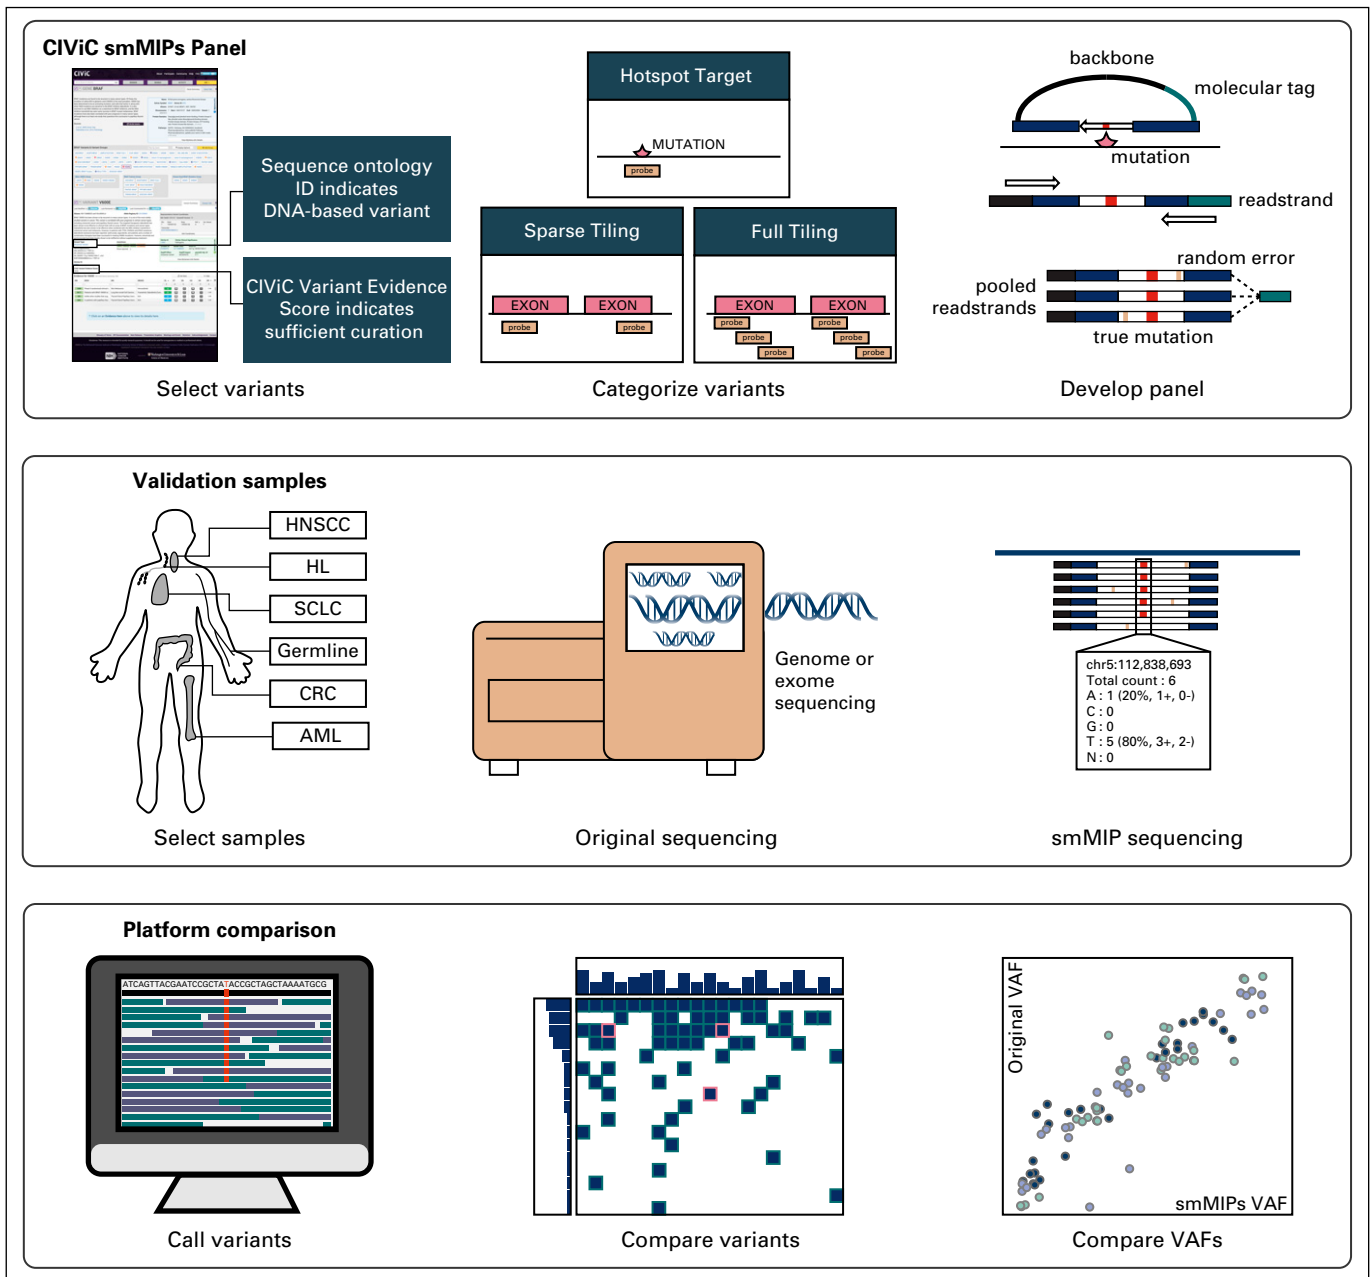 CIViC smMIPs Panel
CIViC
BRAF
Sequence ontology
ID indicates
DNA-based variant
CIViC Variant Evidence
Score indicates
sufficient curation
Select variants
Hotspot Target
MUTATION
probe
Sparse Tiling
EXON
EXON
probe
probe
Full Tiling
EXON
EXON
probe
probe
probe
probe
probe
probe
Categorize variants
backbone
molecular tag
mutation
readstrand
random error
pooled
readstrands
true mutation
Develop panel
Validation samples
HNSCC
HL
SCLC
Germline
CRC
AML
Select samples
Genome or
exome
sequencing
Original sequencing
chr5:112,838,693
Total count : 6
A : 1 (20%, 1+, 0-)
C : 0
G : 0
T : 5 (80%, 3+, 2-)
N : 0
smMIP sequencing
Platform comparison
ATCAGTTACGAATCCGCTATACCGCTAGCTAAAATGCG
Call variants
Compare variants
Original VAF
smMIPs VAF
Compare VAFs